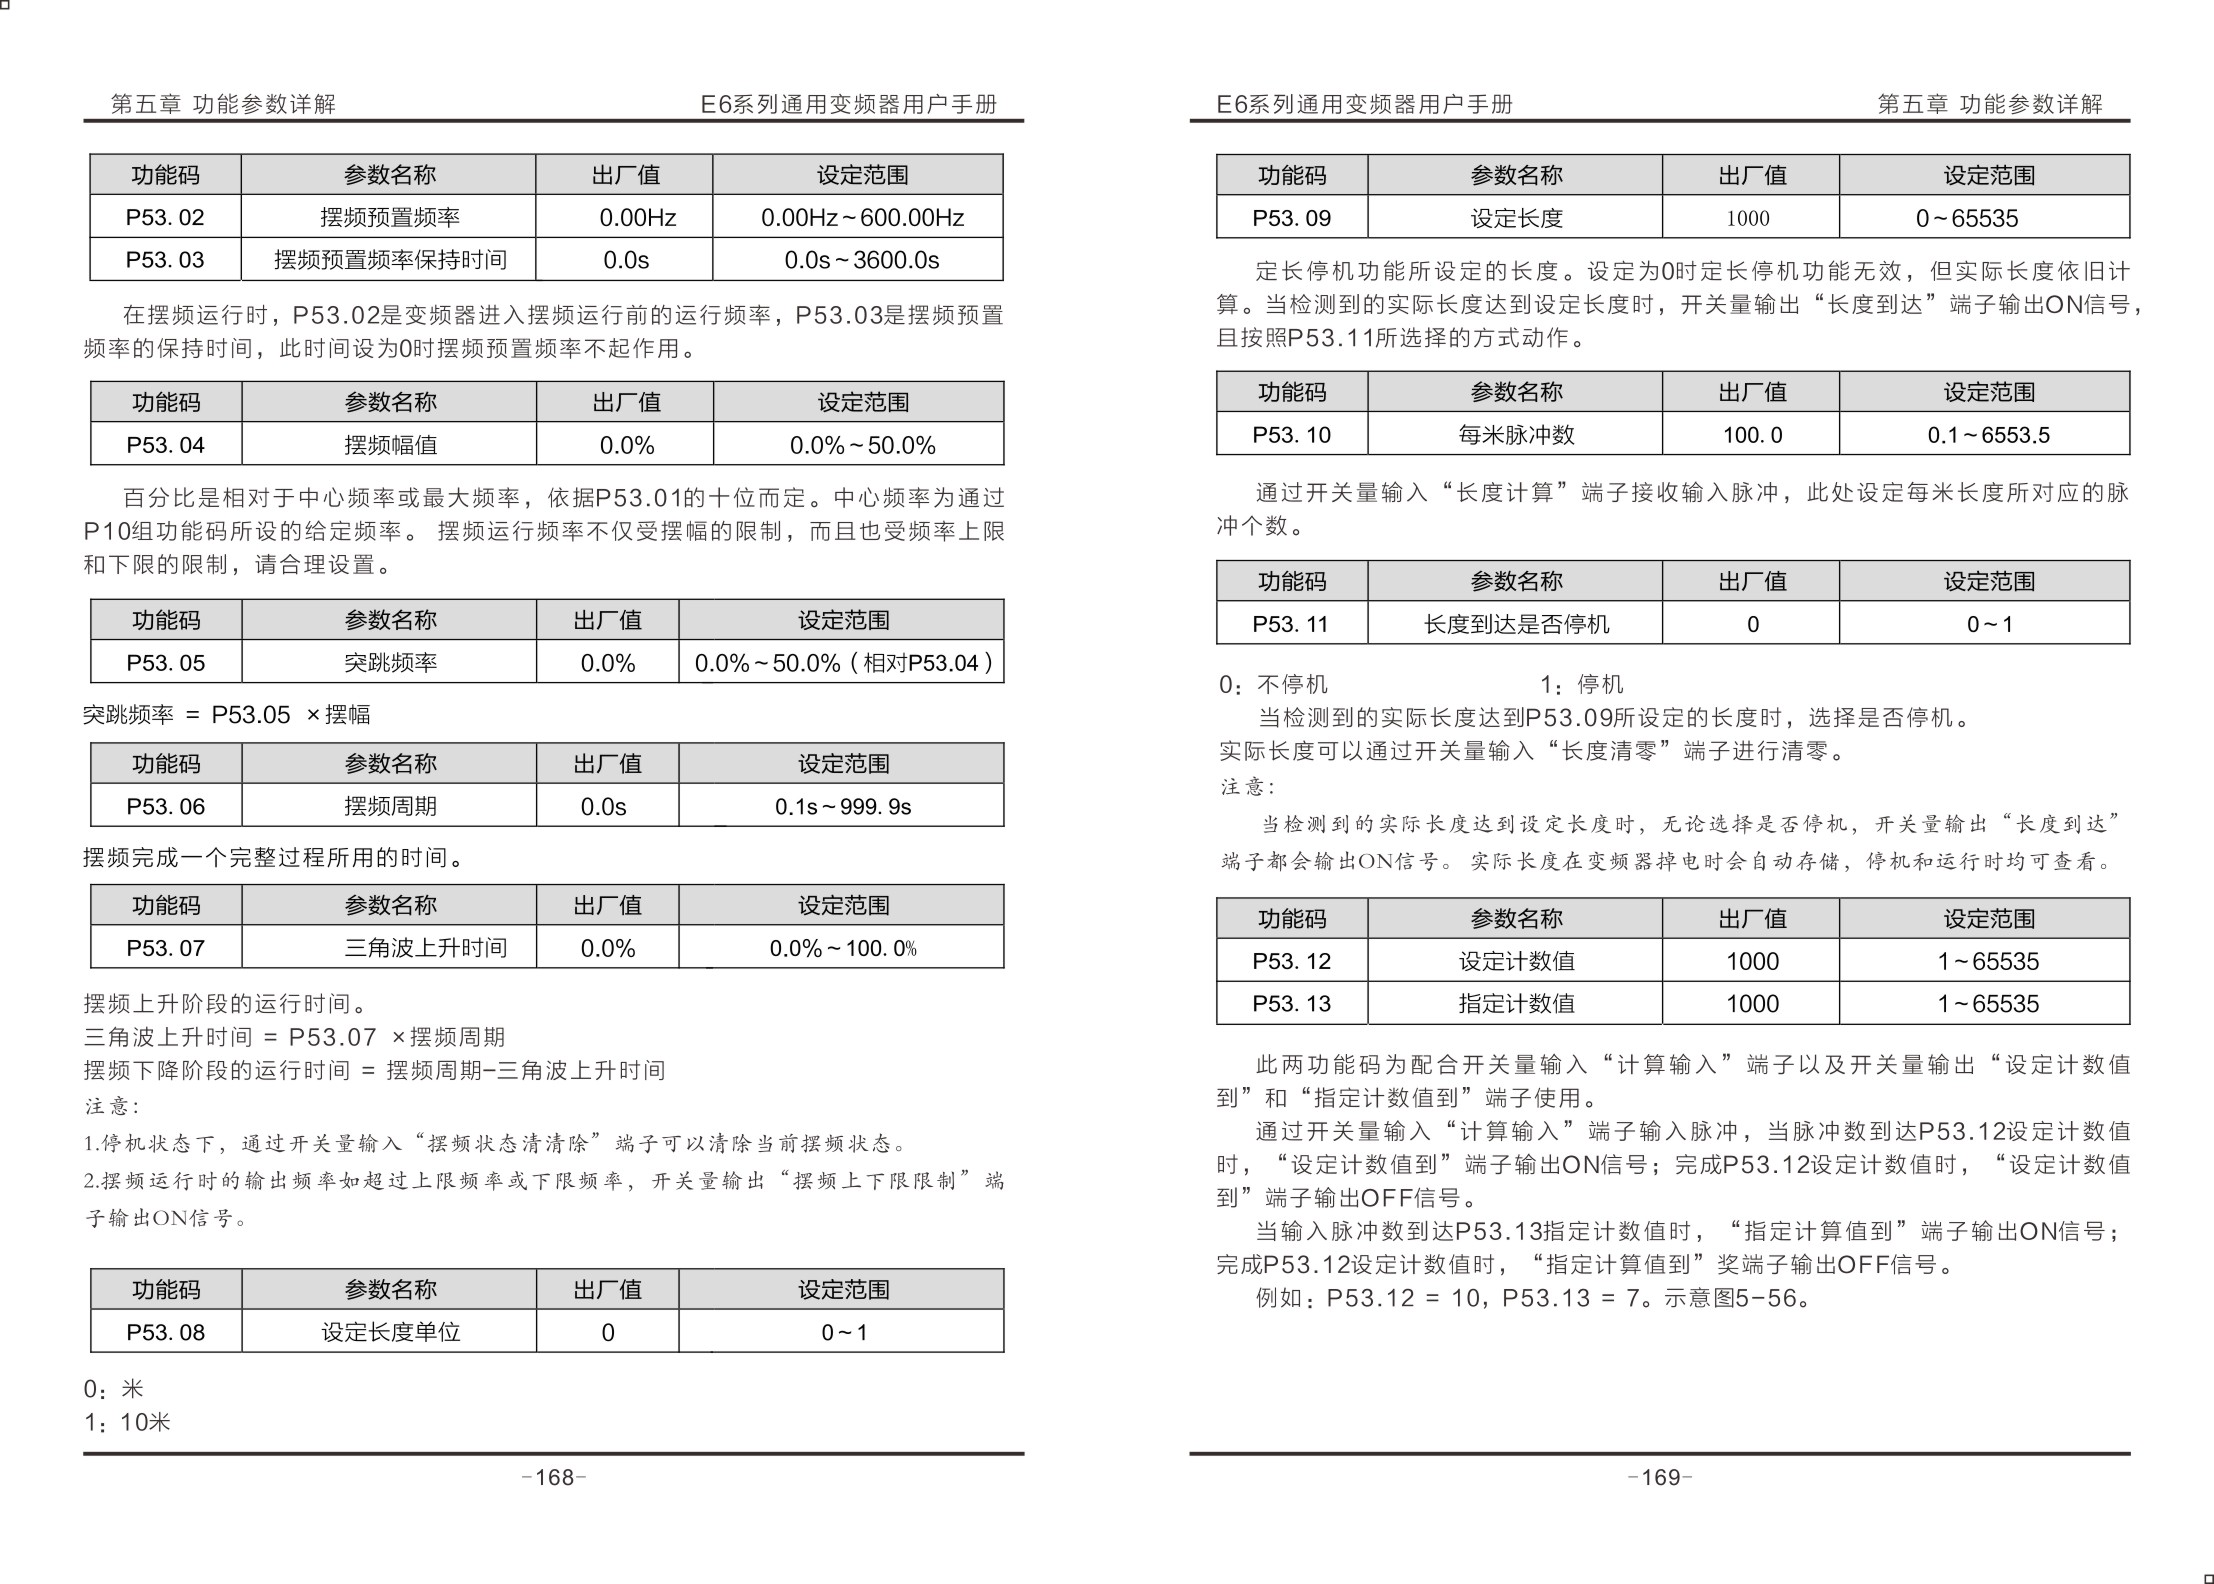 第五章 功能参数详解 E6系列通用变频器用户手册
功能码 参数名称 出厂值 设定范围
P53.02 摆频预置频率 0.00Hz 0.00Hz~600.00Hz
P53.03 摆频预置频率保持时间 0.0s 0.0s~3600.0s
在摆频运行时，P53.02是变频器进入摆频运行前的运行频率，P53.03是摆频预置
频率的保持时间，此时间设为0时摆频预置频率不起作用。
功能码 参数名称 出厂值 设定范围
P53.04 摆频幅值 0.0% 0.0%~50.0%
百分比是相对于中心频率或最大频率，依据P53.01的十位而定。中心频率为通过
P10组功能码所设的给定频率。 摆频运行频率不仅受摆幅的限制，而且也受频率上限
和下限的限制，请合理设置。
功能码 参数名称 出厂值 设定范围
P53.05 突跳频率 0.0% 0.0%~50.0%（相对P53.04）
突跳频率 = P53.05 ×摆幅
功能码 参数名称 出厂值 设定范围
P53.06 摆频周期 0.0s 0.1s~999.9s
摆频完成一个完整过程所用的时间。
功能码 参数名称 出厂值 设定范围
P53.07 三角波上升时间 0.0% 0.0%~100.0%
摆频上升阶段的运行时间。
三角波上升时间 = P53.07 ×摆频周期
摆频下降阶段的运行时间 = 摆频周期-三角波上升时间
注意：
1.停机状态下，通过开关量输入“摆频状态清清除”端子可以清除当前摆频状态。
2.摆频运行时的输出频率如超过上限频率或下限频率，开关量输出“摆频上下限限制”端
子输出ON信号。
功能码 参数名称 出厂值 设定范围
P53.08 设定长度单位 0 0~1
0：米
1：10米
-168-
E6系列通用变频器用户手册 第五章 功能参数详解
功能码 参数名称 出厂值 设定范围
P53.09 设定长度 1000 0~65535
定长停机功能所设定的长度。设定为0时定长停机功能无效，但实际长度依旧计
算。当检测到的实际长度达到设定长度时，开关量输出“长度到达”端子输出ON信号，
且按照P53.11所选择的方式动作。
功能码 参数名称 出厂值 设定范围
P53.10 每米脉冲数 100.0 0.1~6553.5
通过开关量输入“长度计算”端子接收输入脉冲，此处设定每米长度所对应的脉
冲个数。
功能码 参数名称 出厂值 设定范围
P53.11 长度到达是否停机 0 0~1
0：不停机 1：停机
当检测到的实际长度达到P53.09所设定的长度时，选择是否停机。
实际长度可以通过开关量输入“长度清零”端子进行清零。
注意：
当检测到的实际长度达到设定长度时，无论选择是否停机，开关量输出“长度到达”
端子都会输出ON信号。 实际长度在变频器掉电时会自动存储，停机和运行时均可查看。
功能码 参数名称 出厂值 设定范围
P53.12 设定计数值 1000 1~65535
P53.13 指定计数值 1000 1~65535
此两功能码为配合开关量输入“计算输入”端子以及开关量输出“设定计数值
到”和“指定计数值到”端子使用。
通过开关量输入“计算输入”端子输入脉冲，当脉冲数到达P53.12设定计数值
时，“设定计数值到”端子输出ON信号；完成P53.12设定计数值时，“设定计数值
到”端子输出OFF信号。
当输入脉冲数到达P53.13指定计数值时，“指定计算值到”端子输出ON信号；
完成P53.12设定计数值时，“指定计算值到”奖端子输出OFF信号。
例如：P53.12 = 10，P53.13 = 7。示意图5-56。
-169-